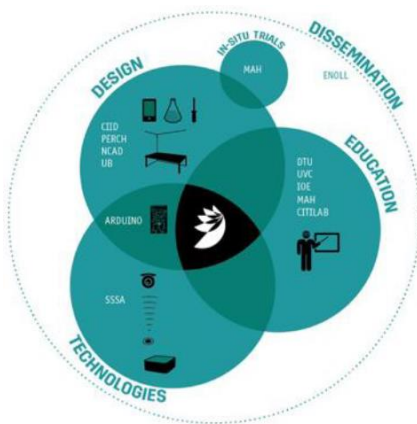 IN-SITU TRIALS
MAH
DISSEMINATION
ENOLL
DESIGN
CIID
PERCH
NCAD
UB
EDUCATION
DTU
UVC
IOE
MAH
CITILAB
ARDUINO
SSSA
TECHNOLOGIES